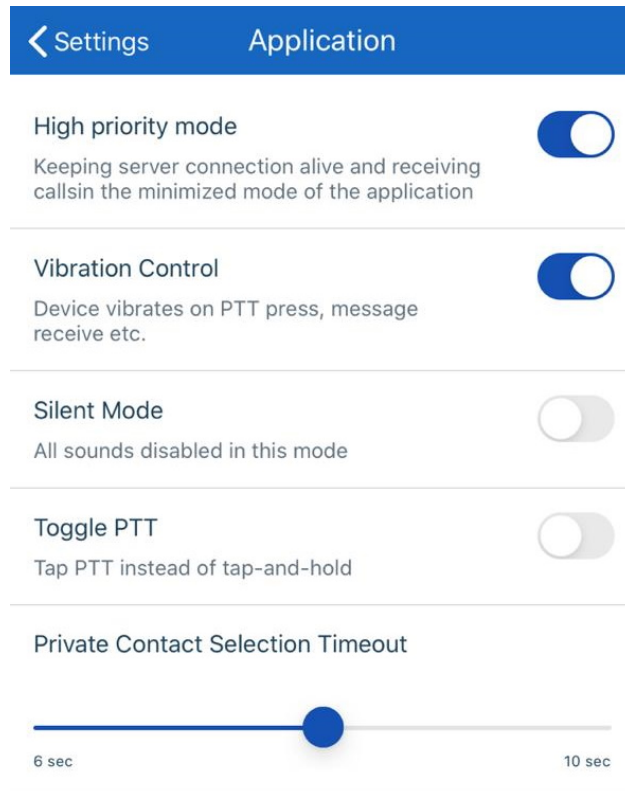 Settings Application
High priority mode
Keeping server connection alive and receiving
callsin the minimized mode of the application
Vibration Control
Device vibrates on PTT press, message
receive etc.
Silent Mode
All sounds disabled in this mode
Toggle PTT
Tap PTT instead of tap-and-hold
Private Contact Selection Timeout
6 sec 10 sec